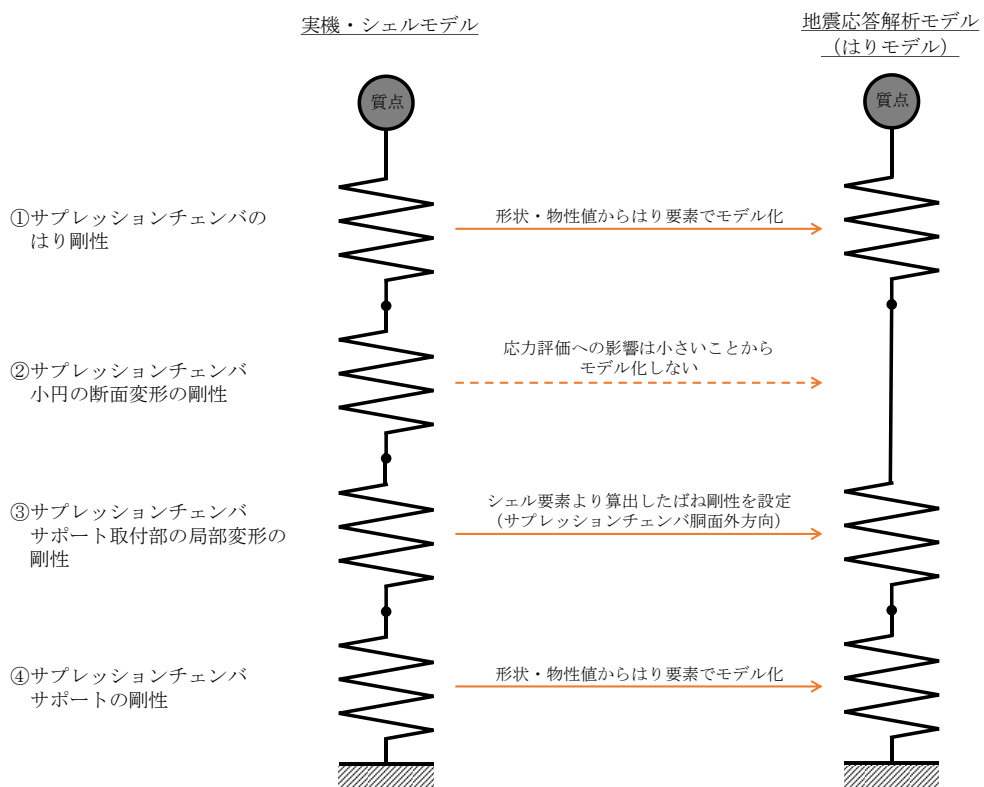 実機・シェルモデル
地震応答解析モデル
（はりモデル）
質点
質点
①サプレッションチェンバの
はり剛性
形状・物性値からはり要素でモデル化
②サプレッションチェンバ
小円の断面変形の剛性
応力評価への影響は小さいことから
モデル化しない
③サプレッションチェンバ
サポート取付部の局部変形の
剛性
シェル要素より算出したばね剛性を設定
（サプレッションチェンバ胴面外方向）
④サプレッションチェンバ
サポートの剛性
形状・物性値からはり要素でモデル化